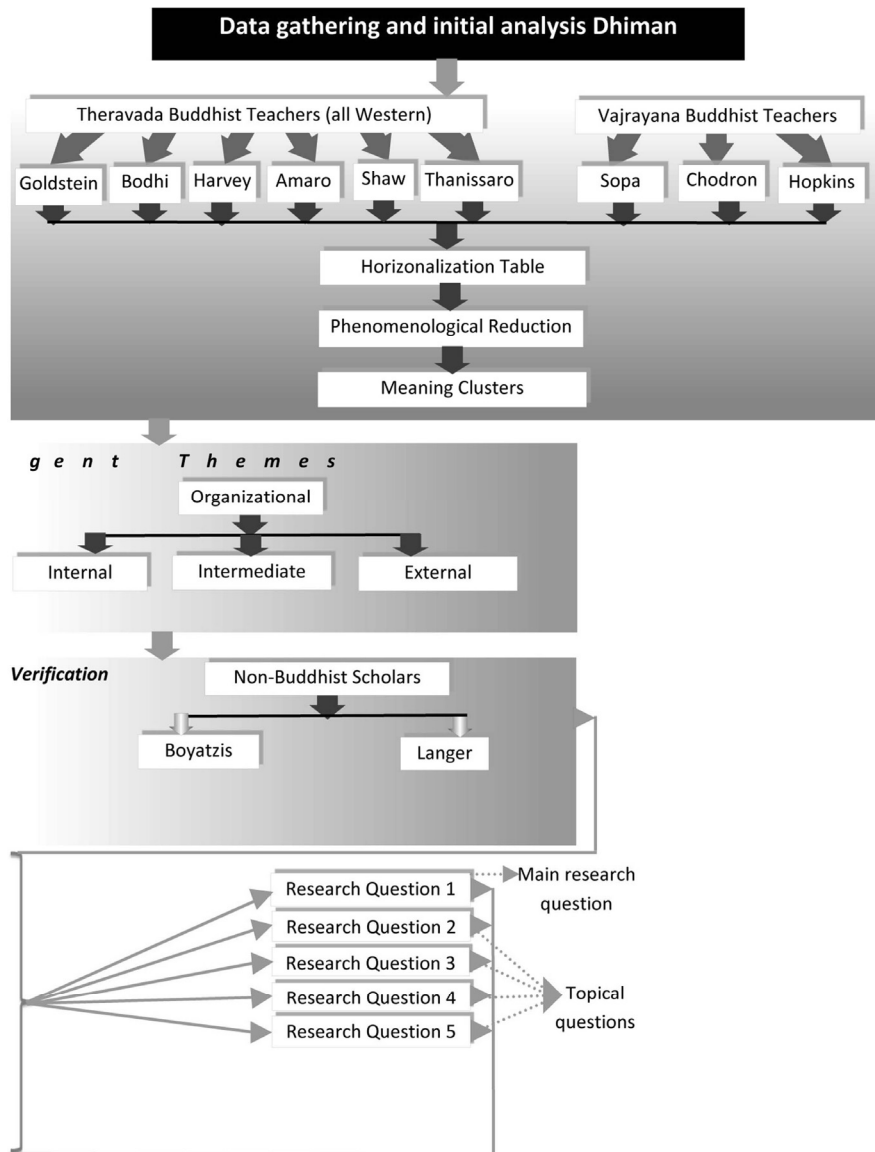 Data gathering and initial analysis Dhiman
Theravada Buddhist Teachers (all Western)
Vajrayana Buddhist Teachers
Goldstein
Bodhi
Harvey
Amaro
Shaw
Thanissaro
Sopa
Chodron
Hopkins
Horizonalization Table
Phenomenological Reduction
Meaning Clusters
g e n t T h e m e s
Organizational
Internal
Intermediate
External
Verification
Non-Buddhist Scholars
Boyatzis
Langer
Research Question 1
Main research
question
Research Question 2
Research Question 3
Research Question 4
Research Question 5
Topical
questions